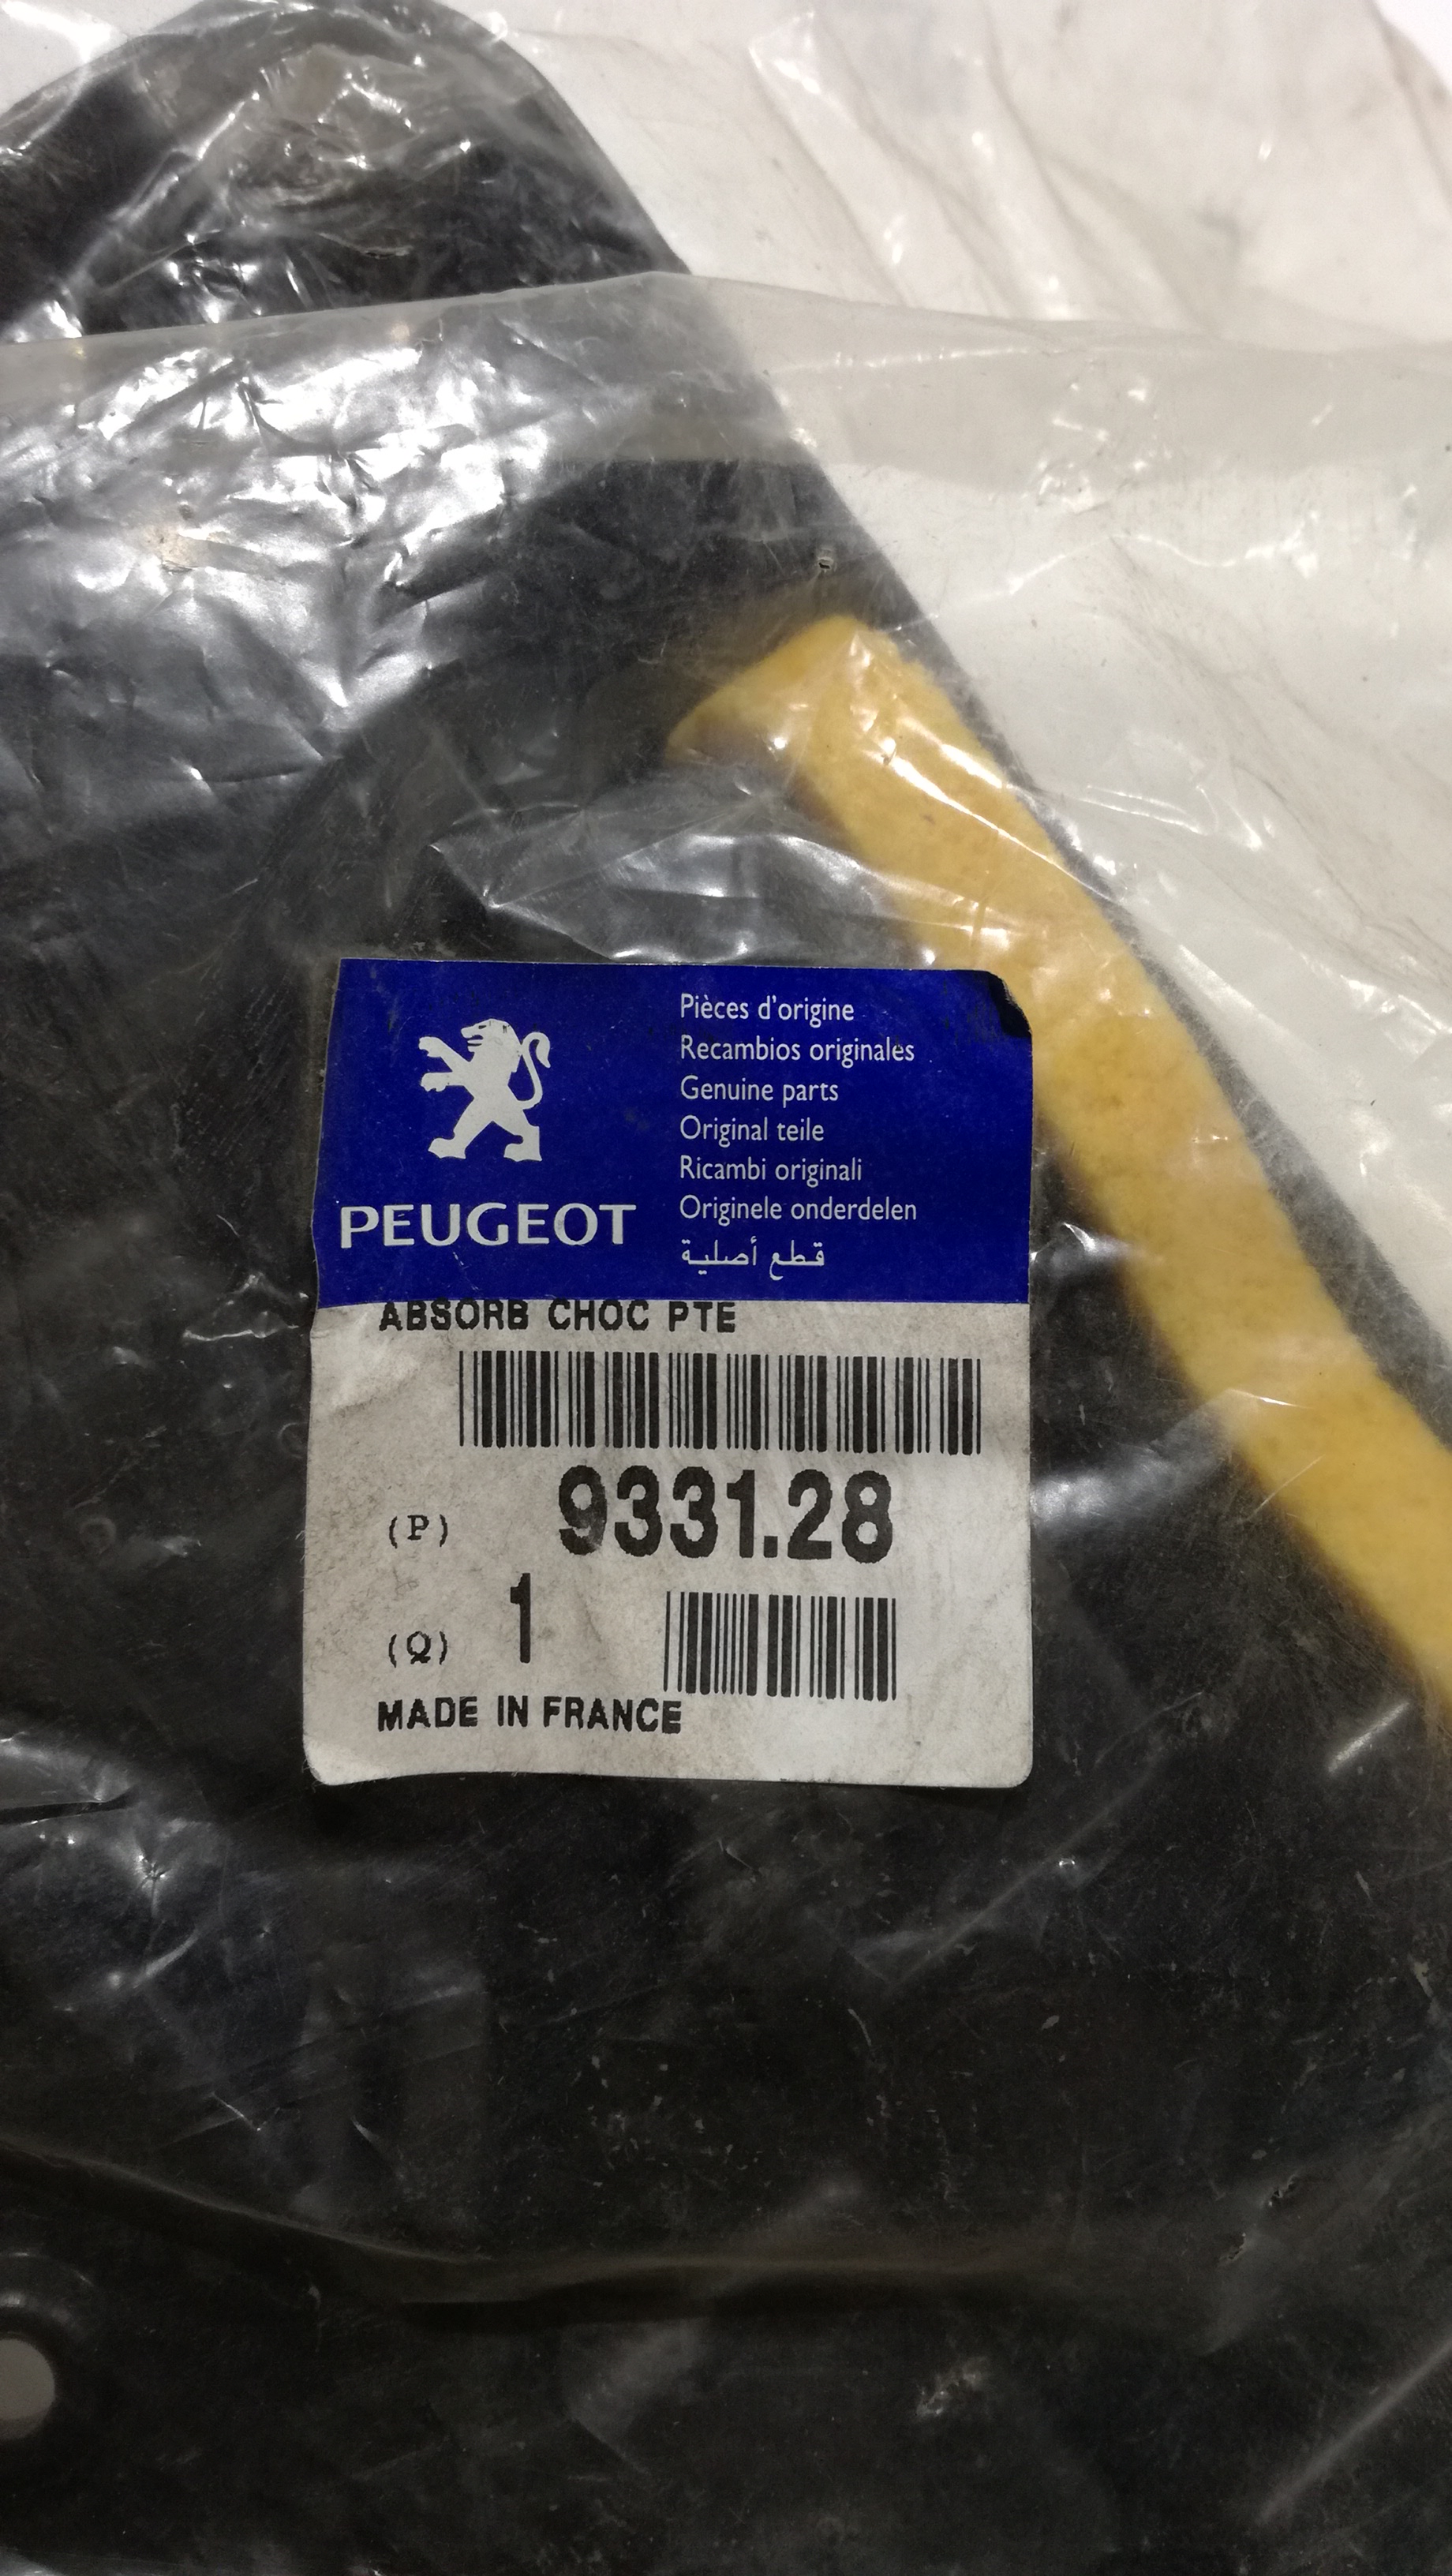 PEUGEOT
Pièces d'origine
Recambios originales
Genuine parts
Original teile
Ricambi originali
Originele onderdelen
قطع أصلية
ABSORB CHOC PTE
(P) 9331.28
(Q) 1
MADE IN FRANCE